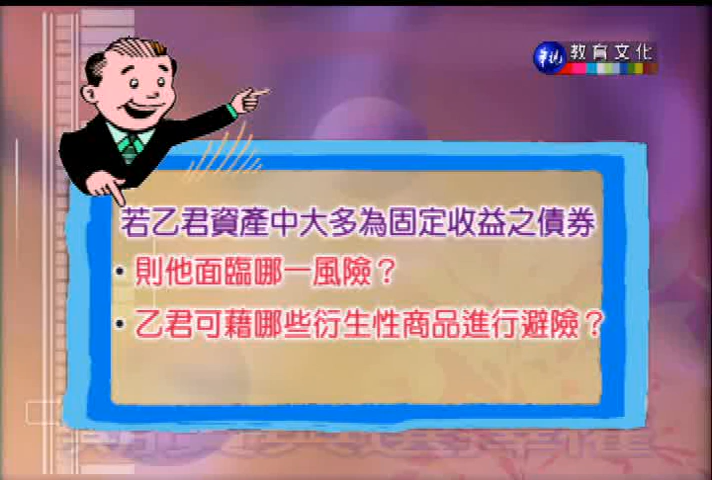 華視 教育文化
若乙君資產中大多為固定收益之債券
・則他面臨哪一風險？
・乙君可藉哪些衍生性商品進行避險？